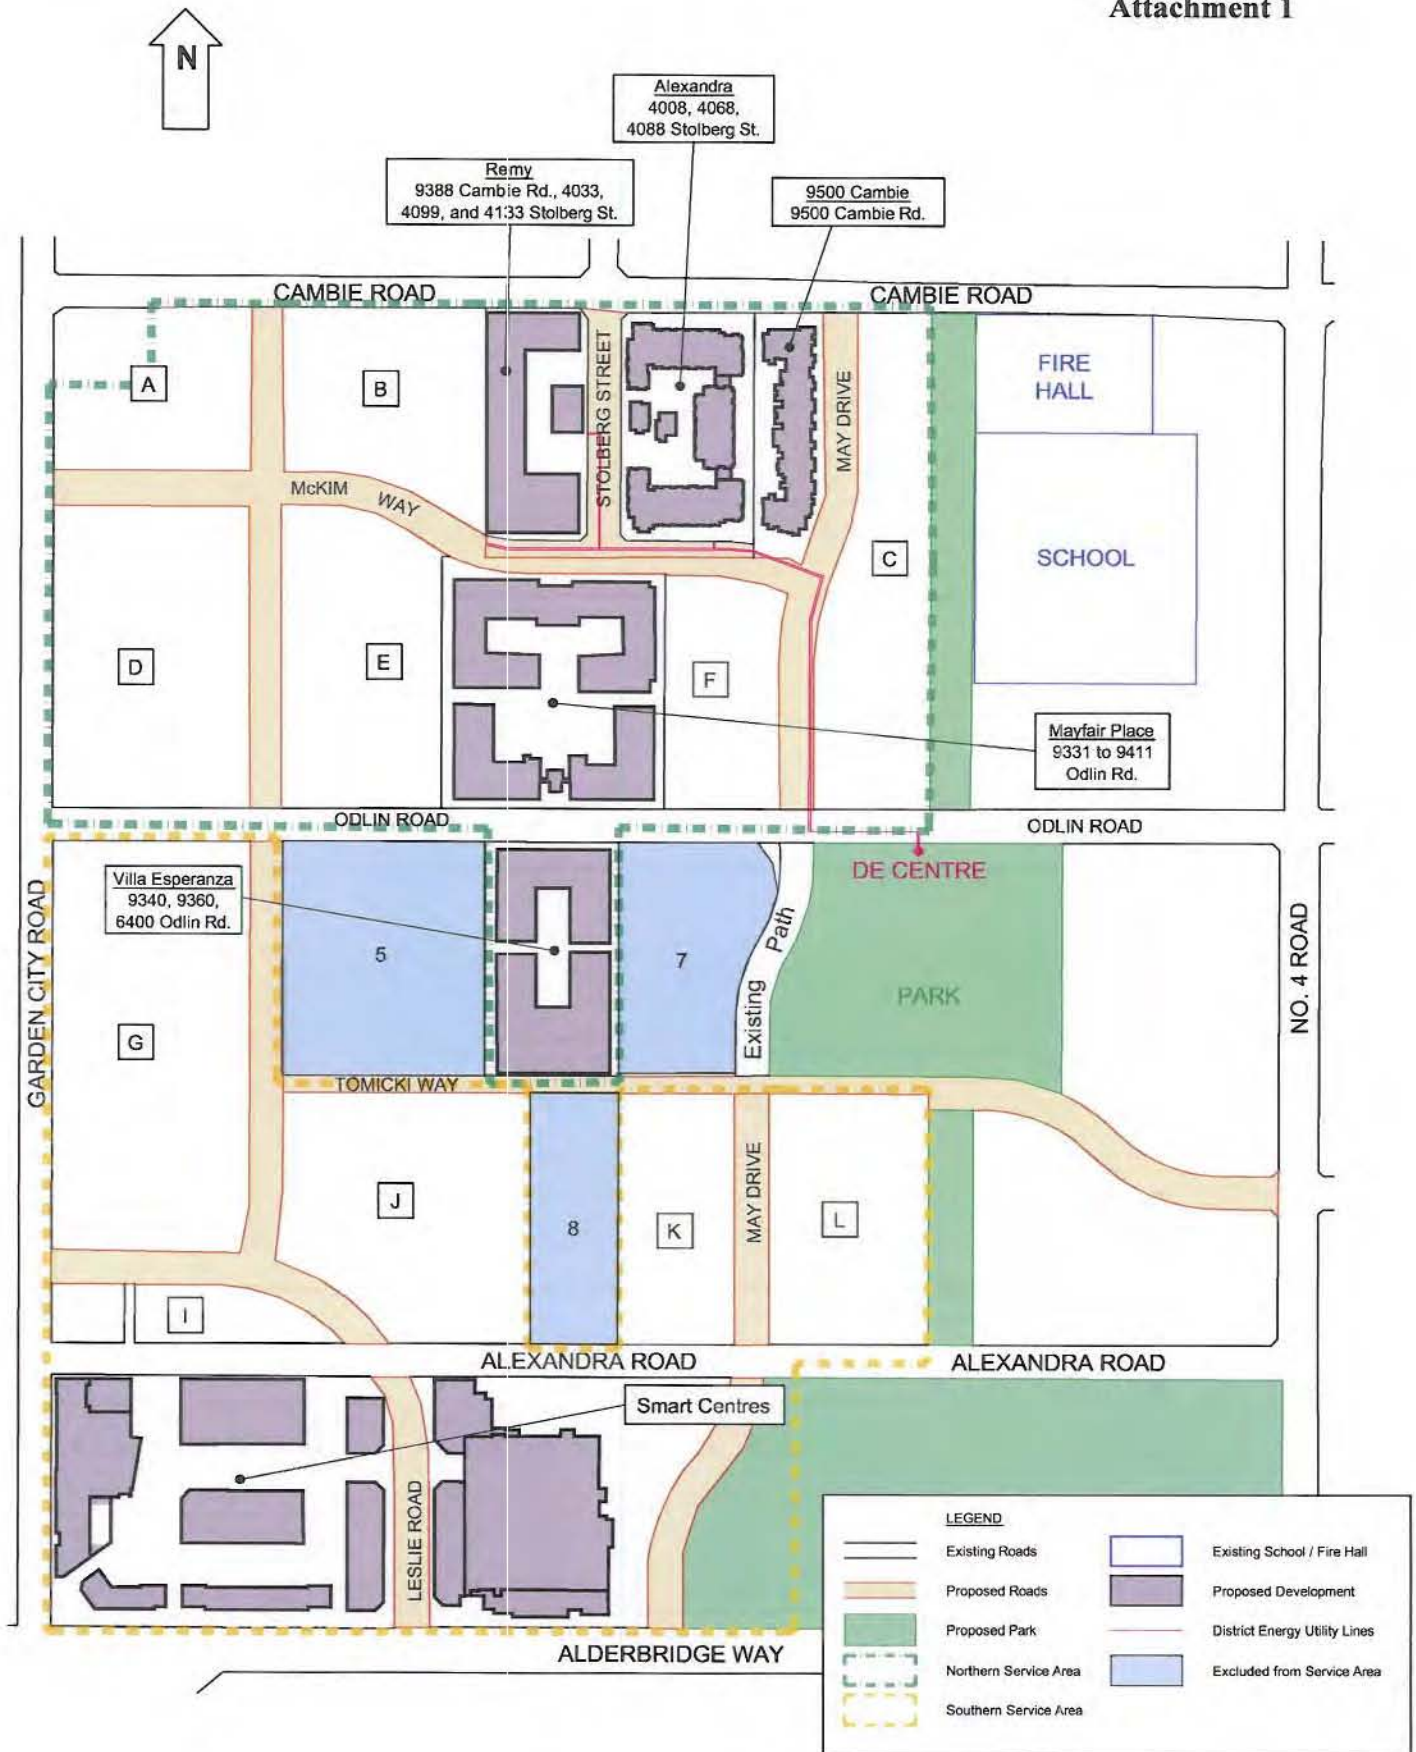 Attachment 1
N
Alexandra
4008, 4068,
4088 Stolberg St.
Remy
9388 Cambie Rd., 4033,
4099, and 4133 Stolberg St.
9500 Cambie
9500 Cambie Rd.
CAMBIE ROAD
CAMBIE ROAD
A
B
STOLBERG STREET
MAY DRIVE
FIRE
HALL
McKIM WAY
C
SCHOOL
D
E
F
Mayfair Place
9331 to 9411
Odlin Rd.
ODLIN ROAD
ODLIN ROAD
Villa Esperanza
9340, 9360,
6400 Odlin Rd.
DE CENTRE
GARDEN CITY ROAD
5
7
Existing Path
PARK
NO. 4 ROAD
G
TOMICKI WAY
J
8
K
MAY DRIVE
L
I
ALEXANDRA ROAD
ALEXANDRA ROAD
Smart Centres
LESLIE ROAD
ALDERBRIDGE WAY
LEGEND
Existing Roads
Existing School / Fire Hall
Proposed Roads
Proposed Development
Proposed Park
District Energy Utility Lines
Northern Service Area
Excluded from Service Area
Southern Service Area